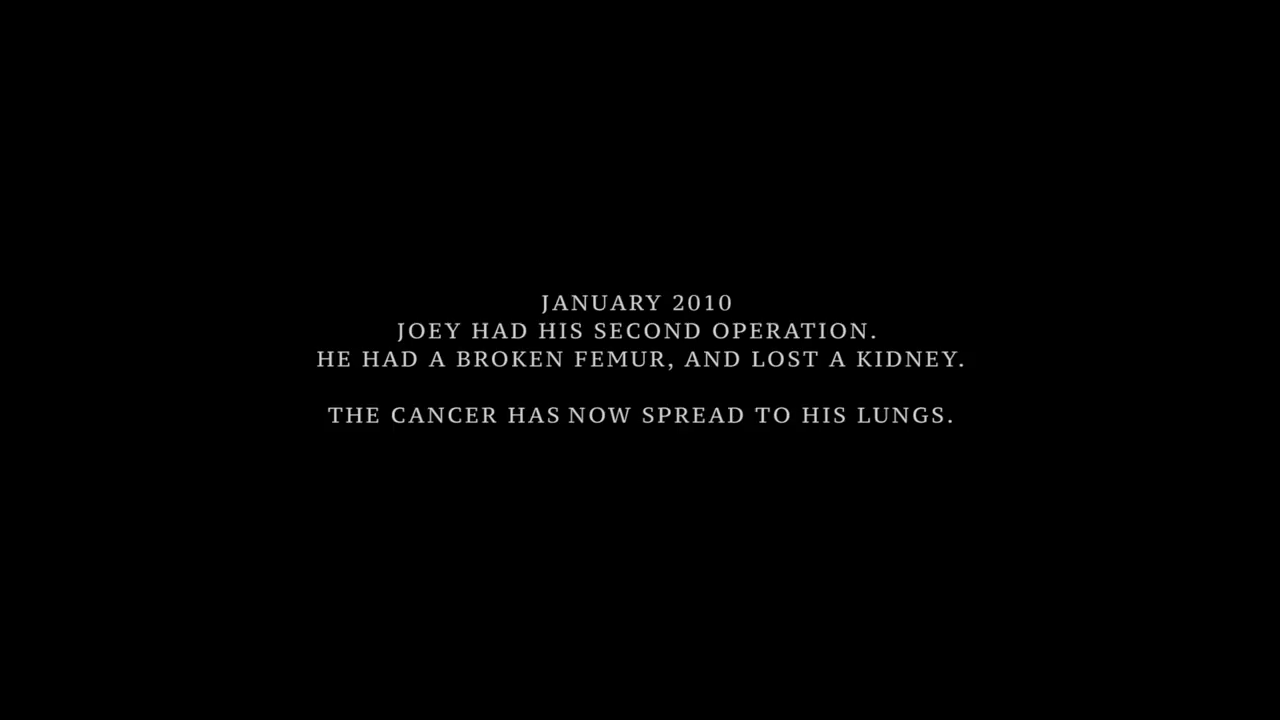 JANUARY 2010
JOEY HAD HIS SECOND OPERATION.
HE HAD A BROKEN FEMUR, AND LOST A KIDNEY.
THE CANCER HAS NOW SPREAD TO HIS LUNGS.